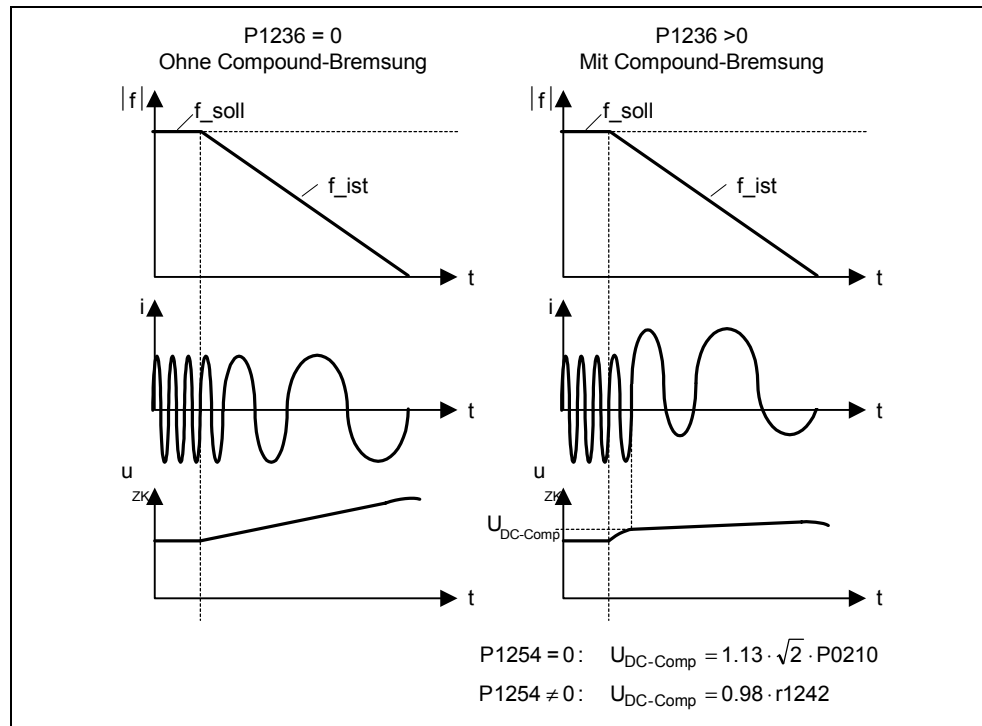 P1236 = 0
Ohne Compound-Bremsung
|f|
f_soll
f_ist
t
i
t
u
ZK
t
P1236 >0
Mit Compound-Bremsung
|f|
f_soll
f_ist
t
i
t
u
ZK
U_DC-Comp
t
P1254 = 0 : U_DC-Comp = 1.13 · √2 · P0210
P1254 ≠ 0 : U_DC-Comp = 0.98 · r1242